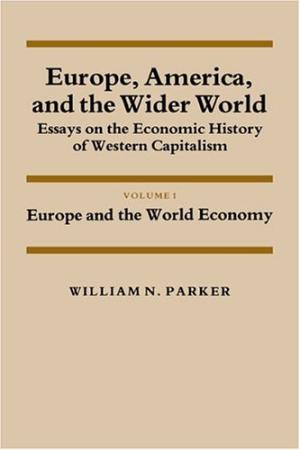 Europe, America,
and the Wider World
Essays on the Economic History
of Western Capitalism
VOLUME 1
Europe and the World Economy
WILLIAM N. PARKER